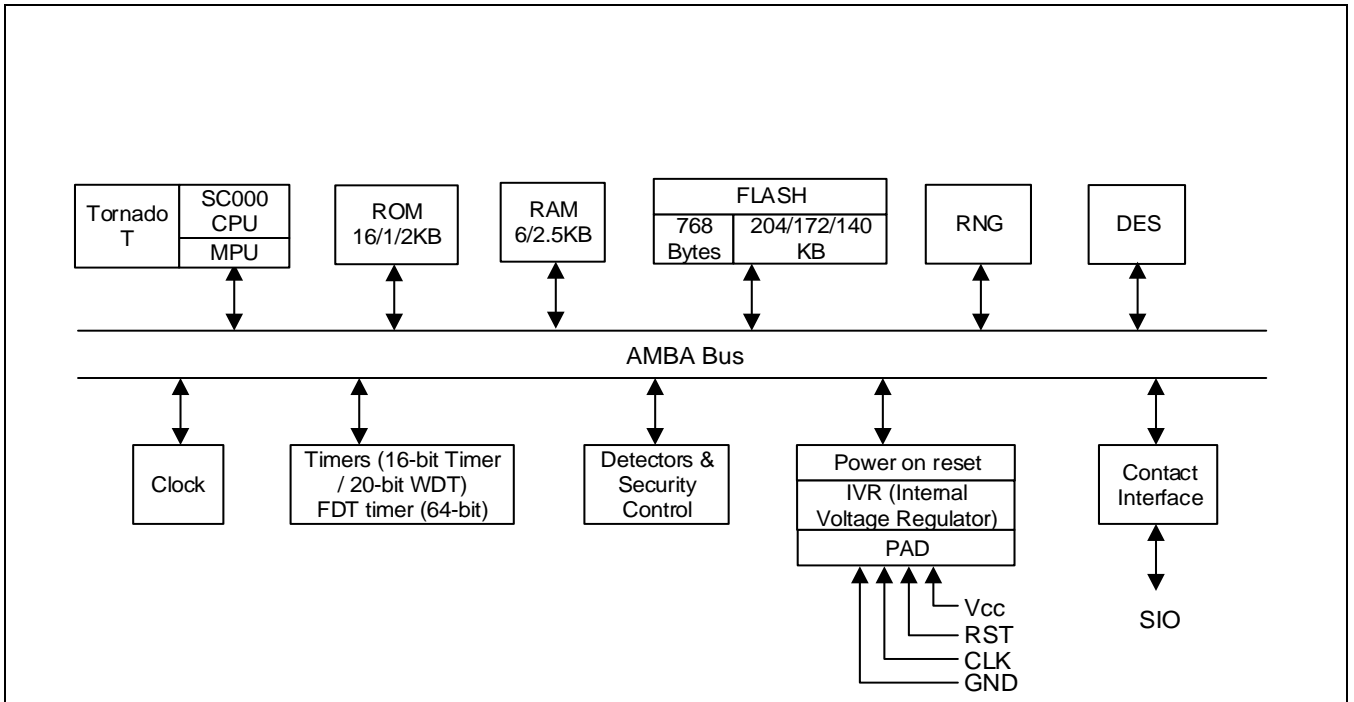 Tornado
T
SC000
CPU
MPU
ROM
16/1/2KB
RAM
6/2.5KB
FLASH
768
Bytes
204/172/140
KB
RNG
DES
AMBA Bus
Clock
Timers (16-bit Timer
/ 20-bit WDT)
FDT timer (64-bit)
Detectors &
Security
Control
Power on reset
IVR (Internal
Voltage Regulator)
PAD
Contact
Interface
Vcc
RST
CLK
GND
SIO